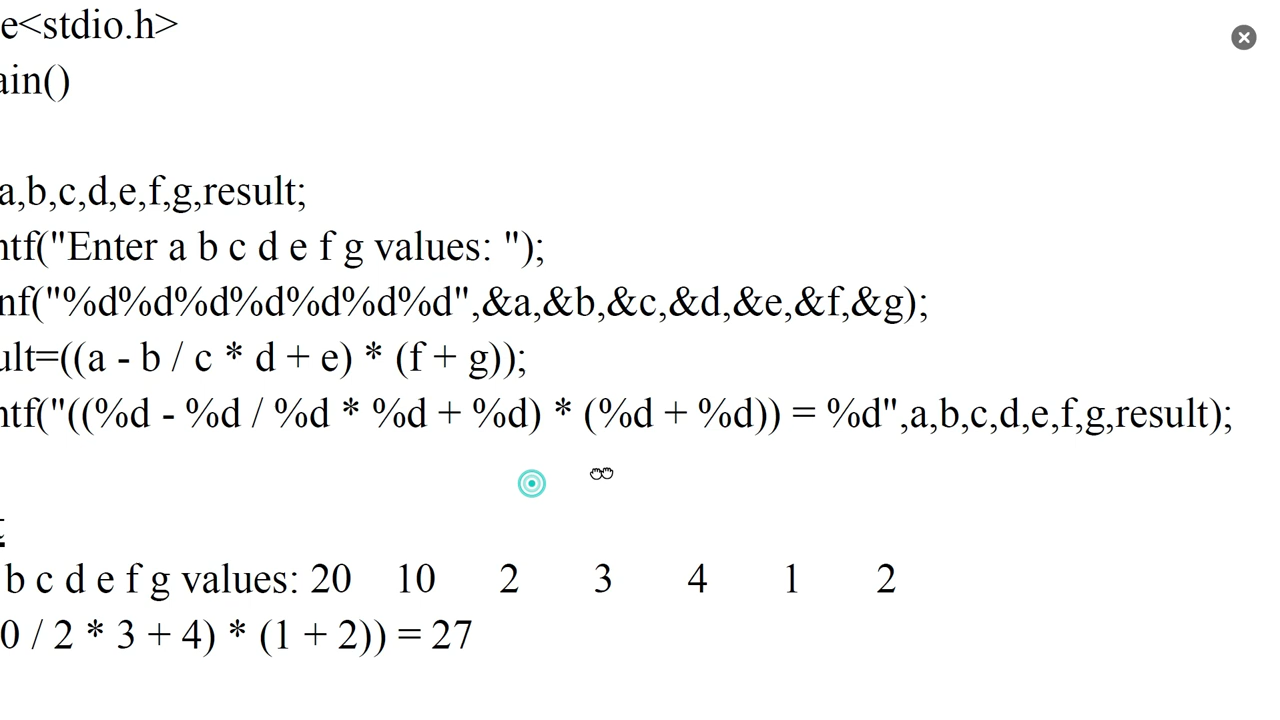 e<stdio.h>
ain()
a,b,c,d,e,f,g,result;
ntf("Enter a b c d e f g values: ");
nf("%d%d%d%d%d%d%d",&a,&b,&c,&d,&e,&f,&g);
ult=((a - b / c * d + e) * (f + g));
ntf("((%d - %d / %d * %d + %d) * (%d + %d)) = %d",a,b,c,d,e,f,g,result);
b c d e f g values: 20 10 2 3 4 1 2
0 / 2 * 3 + 4) * (1 + 2)) = 27